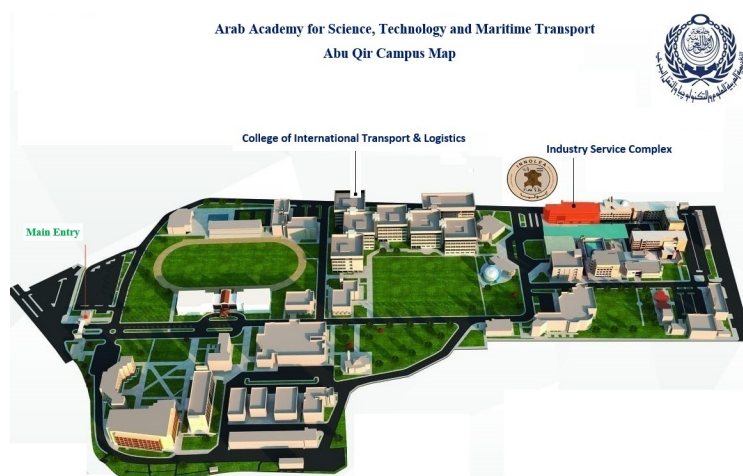 Arab Academy for Science, Technology and Maritime Transport
Abu Qir Campus Map
College of International Transport & Logistics
Industry Service Complex
INNOLEA
Main Entry